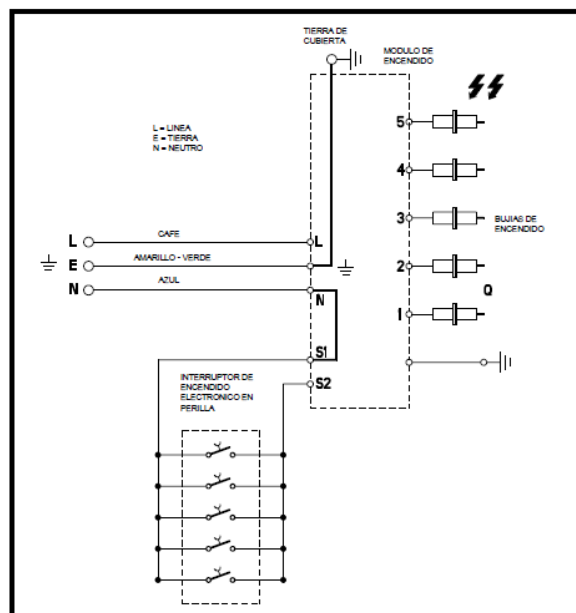 TIERRA DE
CUBIERTA
MODULO DE
ENCENDIDO
L = LINEA
E = TIERRA
N = NEUTRO
5
4
3
2
1
BUJIAS DE
ENCENDIDO
Q
L
CAFE
L
E
AMARILLO - VERDE
N
AZUL
N
S1
S2
INTERRUPTOR DE
ENCENDIDO
ELECTRONICO EN
PERILLA